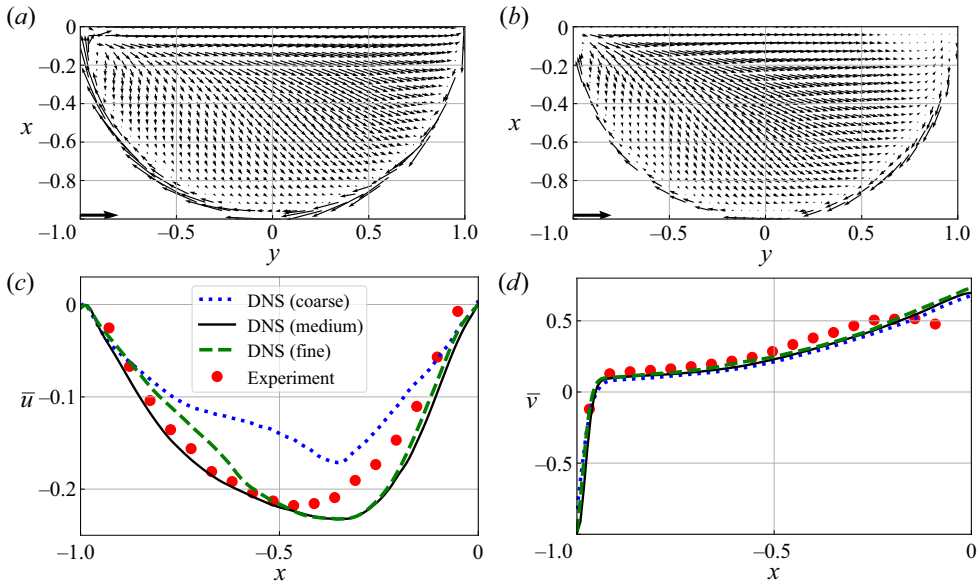 (a)
(b)
0
−0.2
−0.4
x
−0.6
−0.8
−1.0
−0.5
0
0.5
1.0
y
0
−0.2
−0.4
x
−0.6
−0.8
−1.0
−0.5
0
0.5
1.0
y
(c)
(d)
0
−0.1
u̅
−0.2
−1.0
−0.5
0
x
DNS (coarse)
DNS (medium)
DNS (fine)
Experiment
0.5
0
v̅
−0.5
−1.0
−0.5
0
x